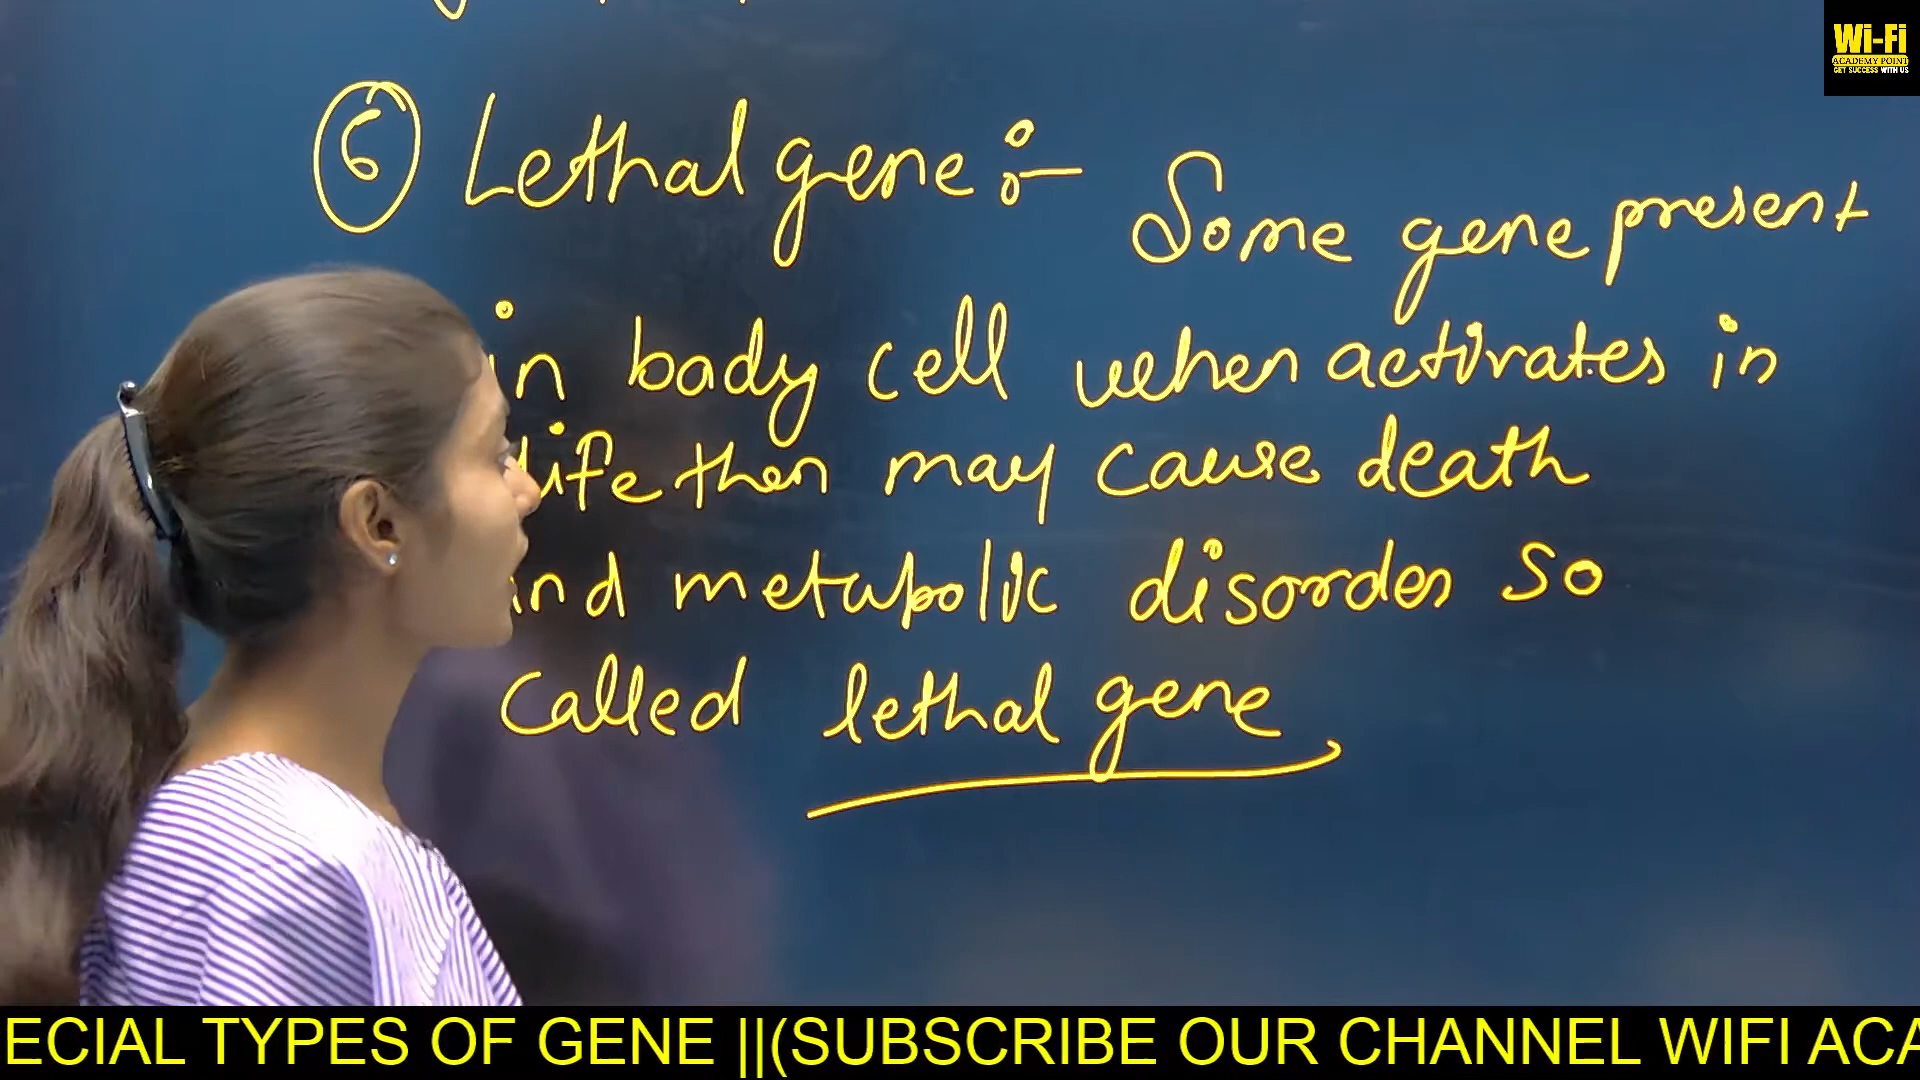 Wi-Fi
ACADEMY POINT
GET SUCCESS WITH US
⑥ Lethal gene :- Some gene present
in body cell when activates in
life then may cause death
and metabolic disorder so
called lethal gene
ECIAL TYPES OF GENE ||(SUBSCRIBE OUR CHANNEL WIFI ACA